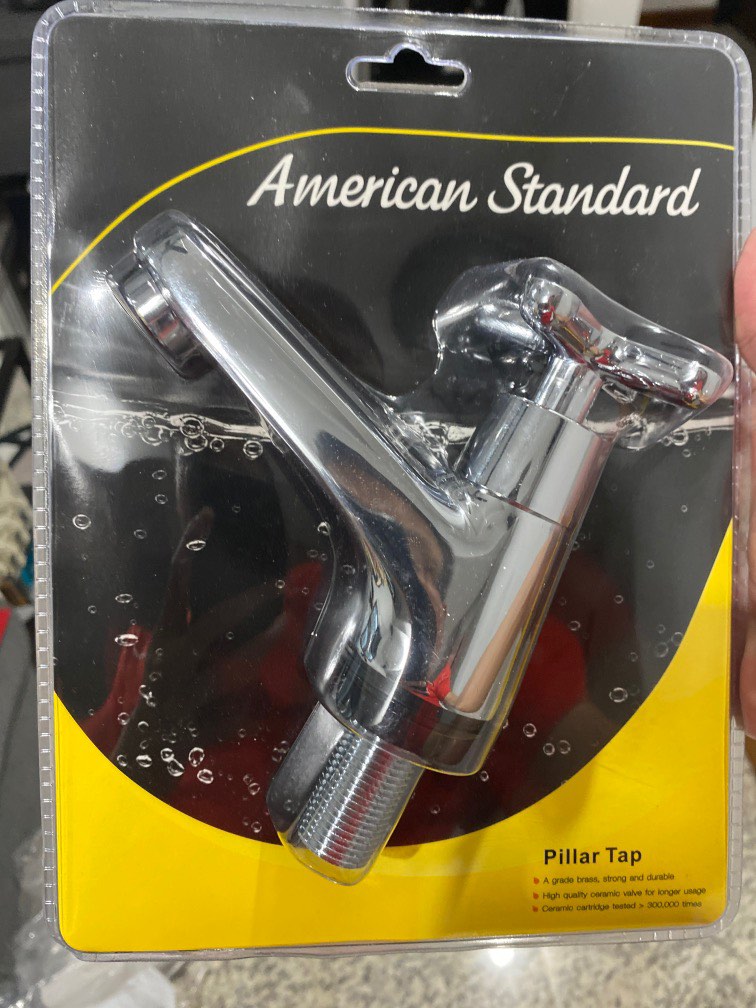 American Standard
Pillar Tap
A grade brass, strong and durable
High quality ceramic valve for longer usage
Ceramic cartridge tested > 300,000 times